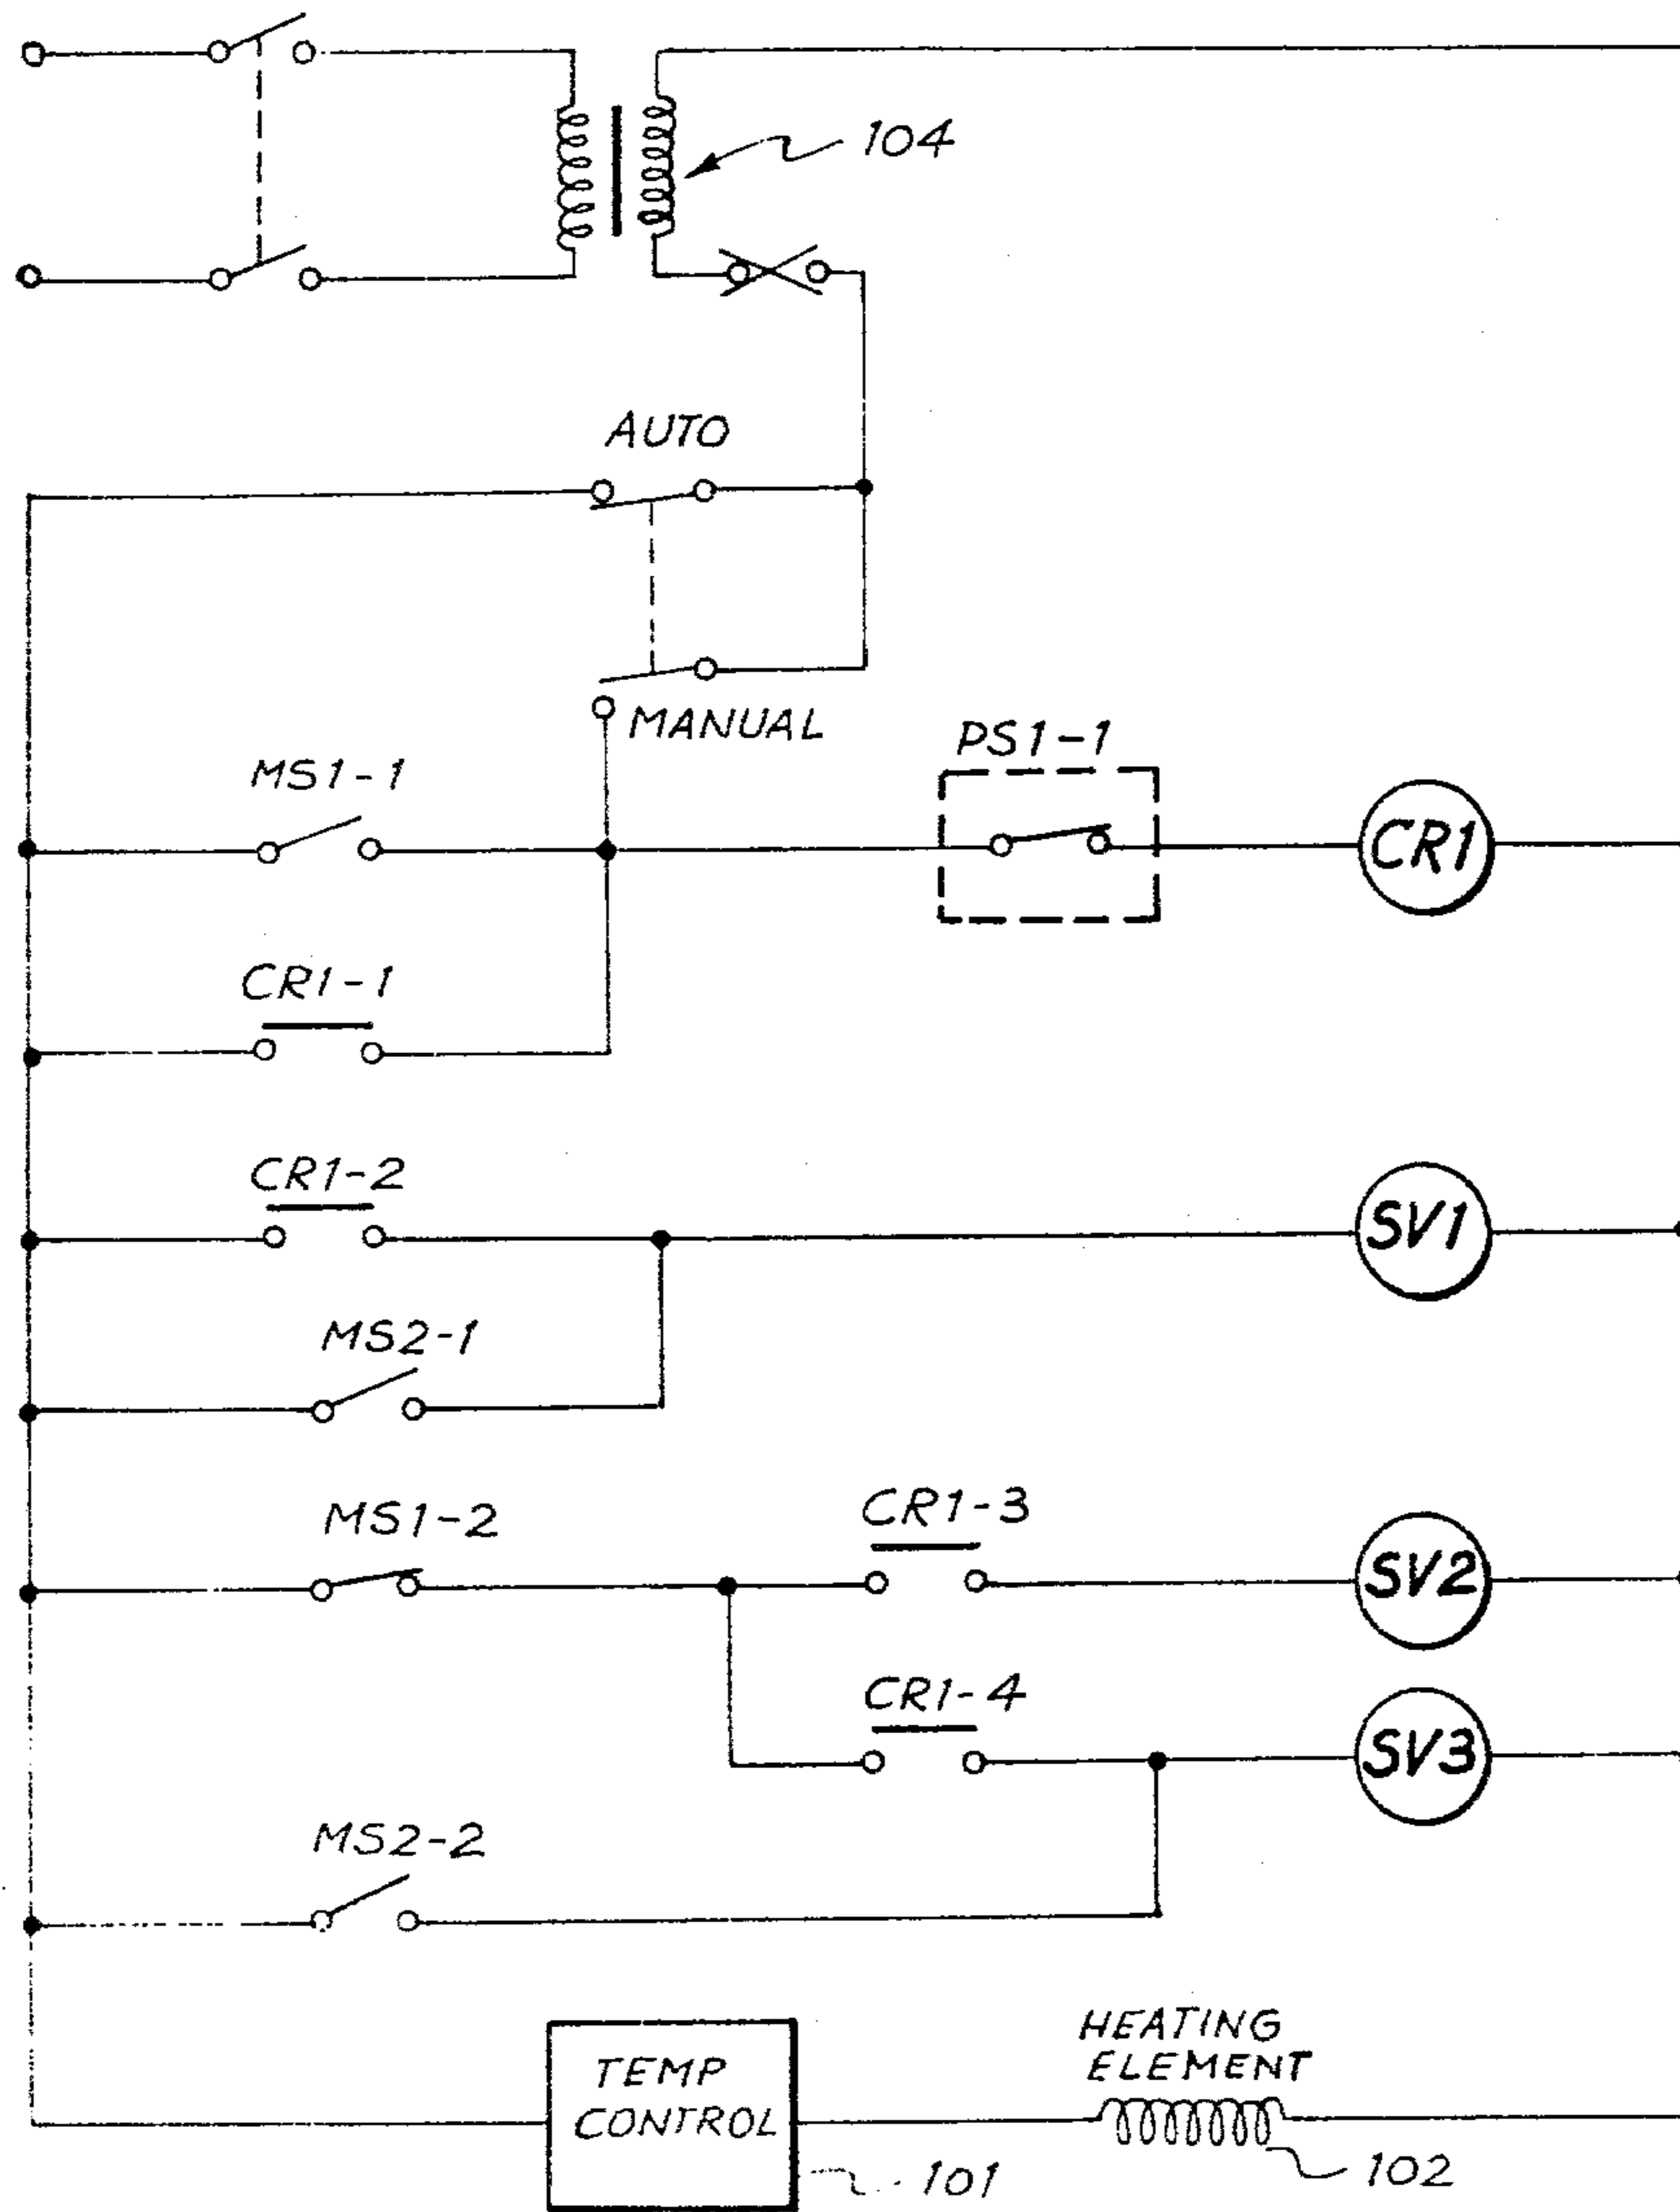 104
AUTO
MANUAL
PS1-1
MS1-1
CR1
CR1-1
CR1-2
SV1
MS2-1
MS1-2
CR1-3
SV2
CR1-4
SV3
MS2-2
HEATING
ELEMENT
TEMP
CONTROL
101
102